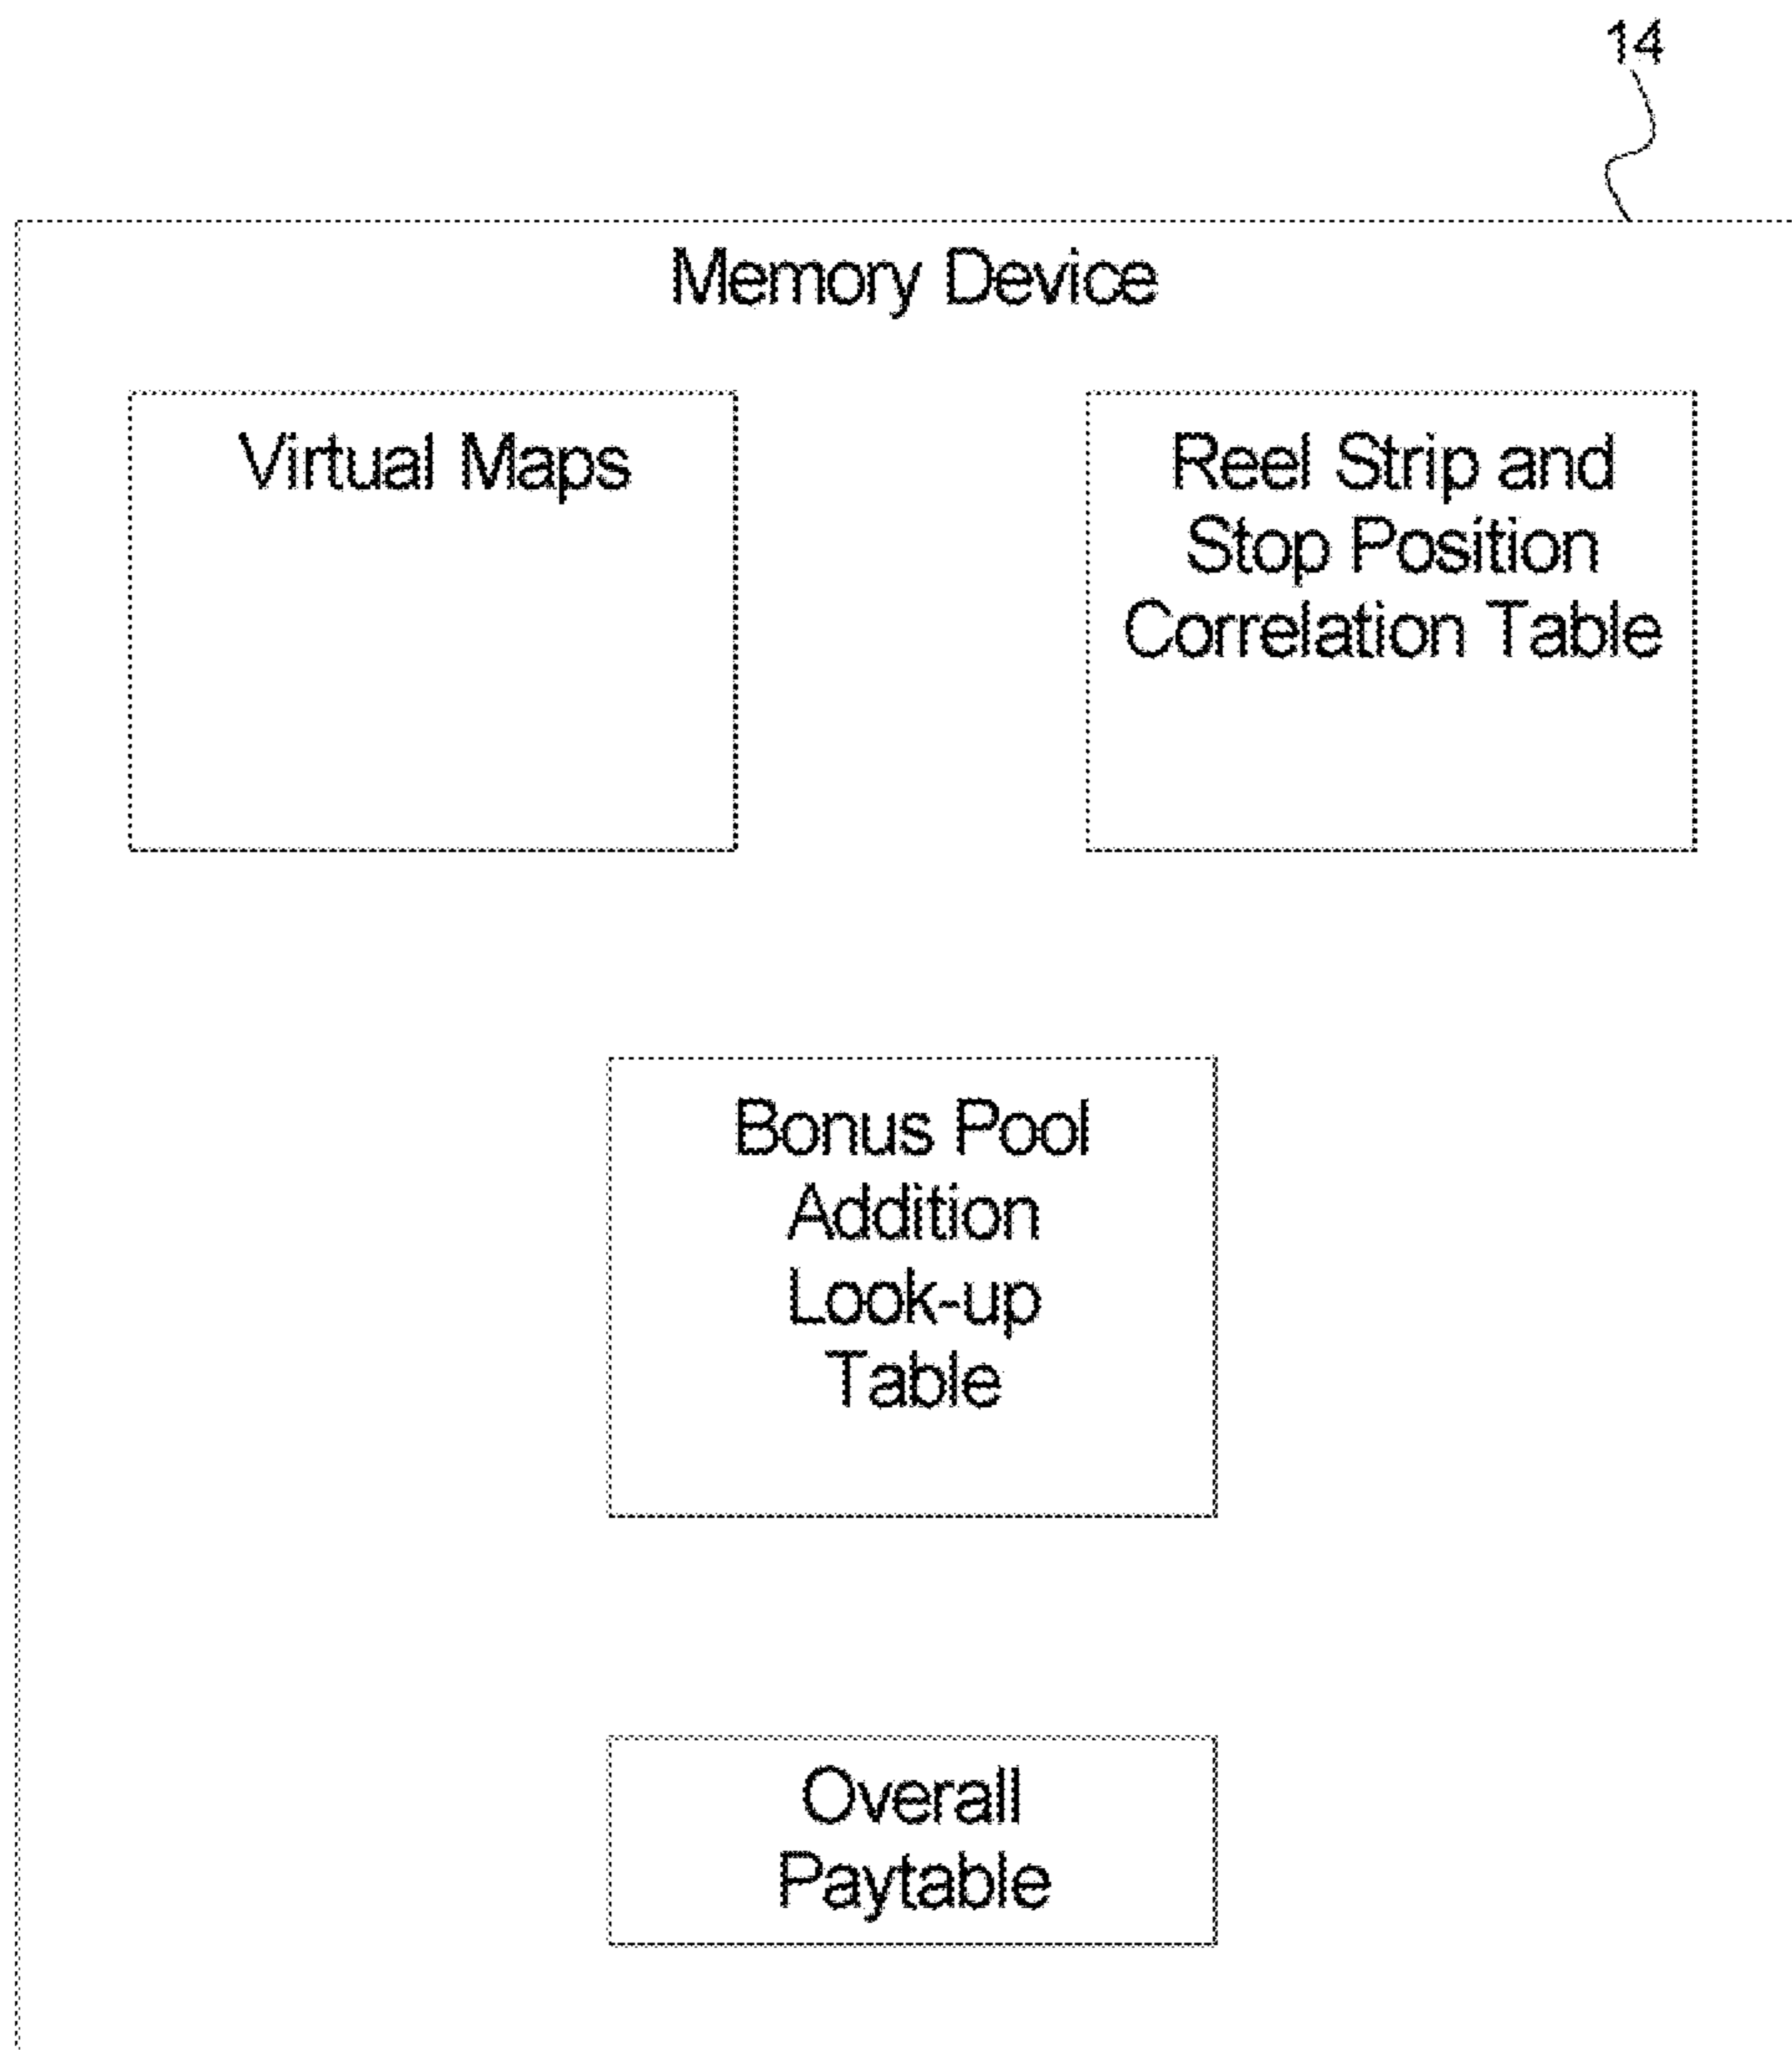 14
Memory Device
Virtual Maps
Reel Strip and
Stop Position
Correlation Table
Bonus Pool
Addition
Look-up
Table
Overall
Paytable